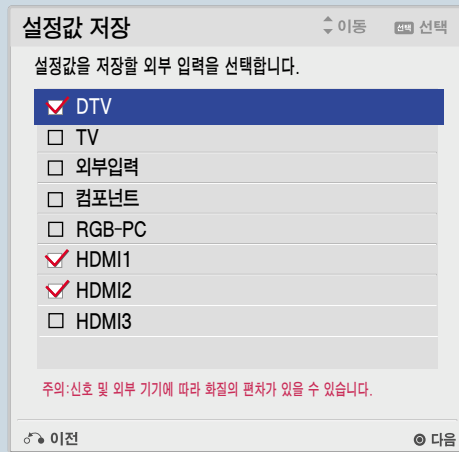 설정값 저장 이동 선택 선택
설정값을 저장할 외부 입력을 선택합니다.
DTV
TV
외부입력
컴포넌트
RGB-PC
HDMI1
HDMI2
HDMI3
주의:신호 및 외부 기기에 따라 화질의 편차가 있을 수 있습니다.
이전 다음